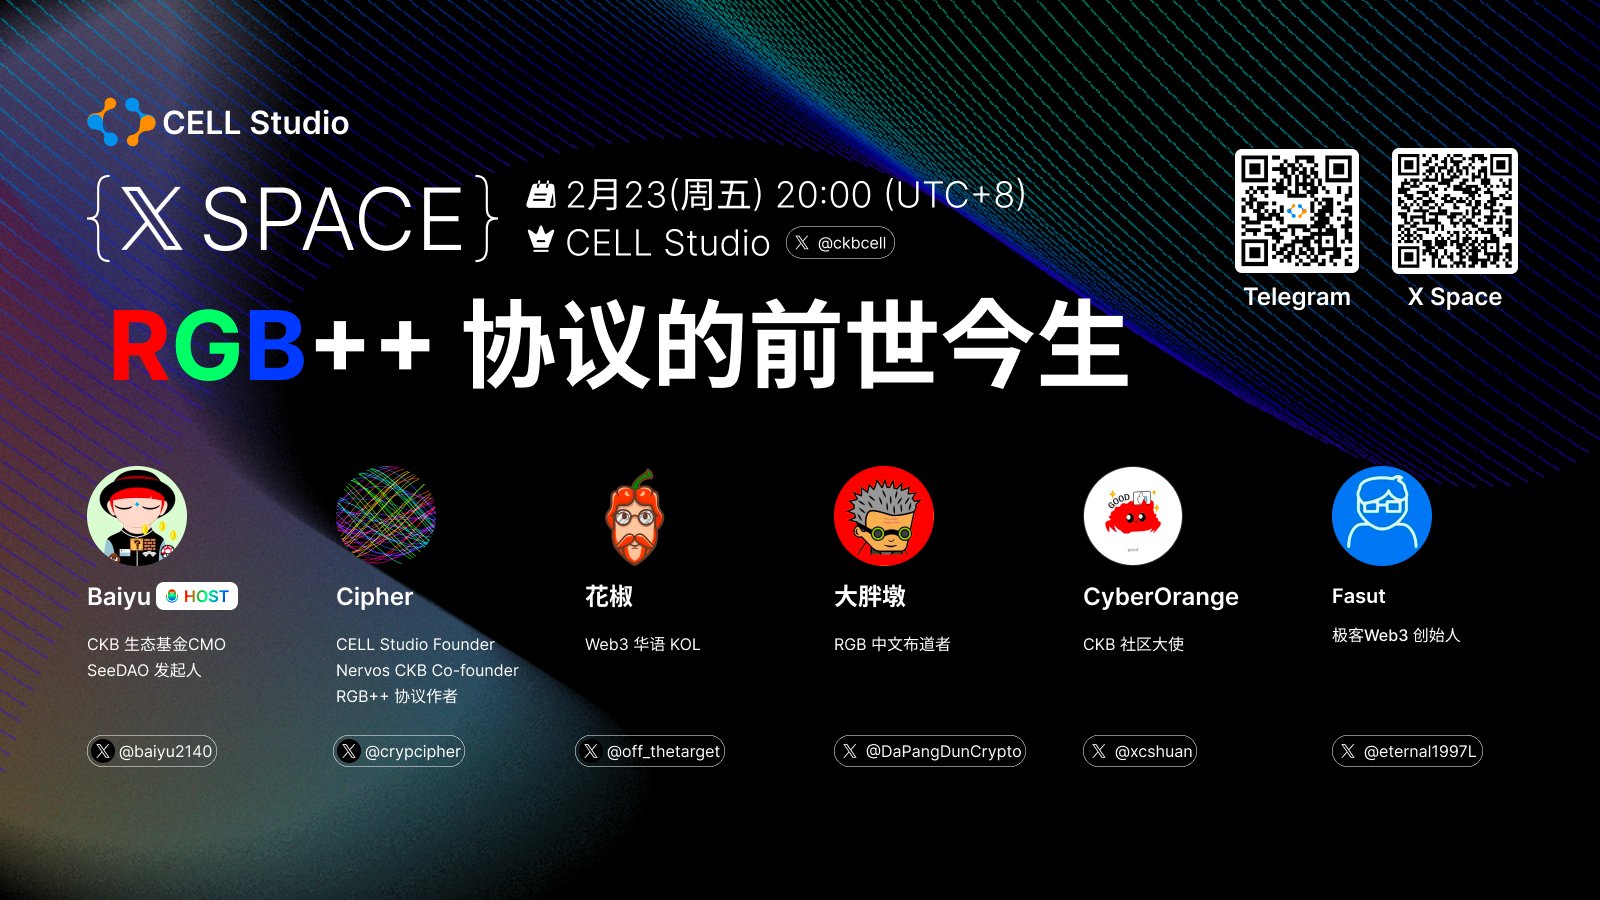 CELL Studio
{𝕏 SPACE}
2月23(周五) 20:00 (UTC+8)
CELL Studio
𝕏 @ckbcell
Telegram
X Space
RGB++ 协议的前世今生
GOOD
good
Baiyu
HOST
CKB 生态基金CMO
SeeDAO 发起人
𝕏 @baiyu2140
Cipher
CELL Studio Founder
Nervos CKB Co-founder
RGB++ 协议作者
𝕏 @crypcipher
花椒
Web3 华语 KOL
𝕏 @off_thetarget
大胖墩
RGB 中文布道者
𝕏 @DaPangDunCrypto
CyberOrange
CKB 社区大使
𝕏 @xcshuan
Fasut
极客Web3 创始人
𝕏 @eternal1997L